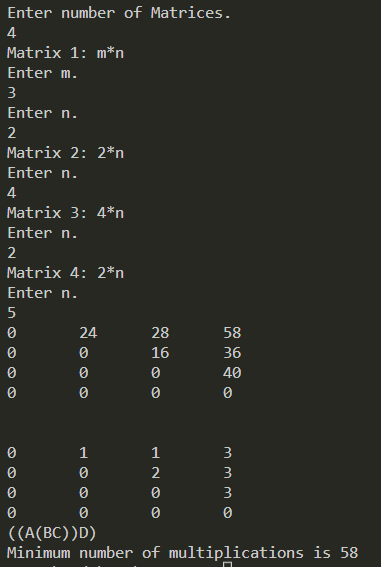 Enter number of Matrices.
4
Matrix 1: m*n
Enter m.
3
Enter n.
2
Matrix 2: 2*n
Enter n.
4
Matrix 3: 4*n
Enter n.
2
Matrix 4: 2*n
Enter n.
5
0 24 28 58
0 0 16 36
0 0 0 40
0 0 0 0
0 1 1 3
0 0 2 3
0 0 0 3
0 0 0 0
((A(BC))D)
Minimum number of multiplications is 58